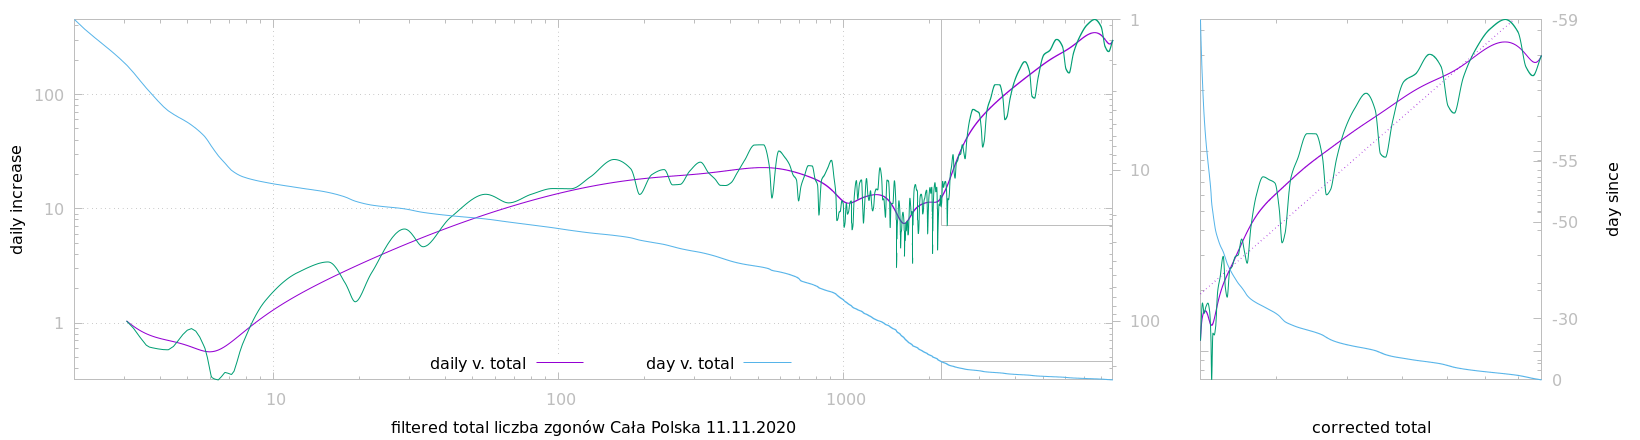 daily increase
100
10
1
10
100
1000
1
10
100
daily v. total
day v. total
filtered total liczba zgonów Cała Polska 11.11.2020
-59
-55
-50
-30
0
day since
corrected total